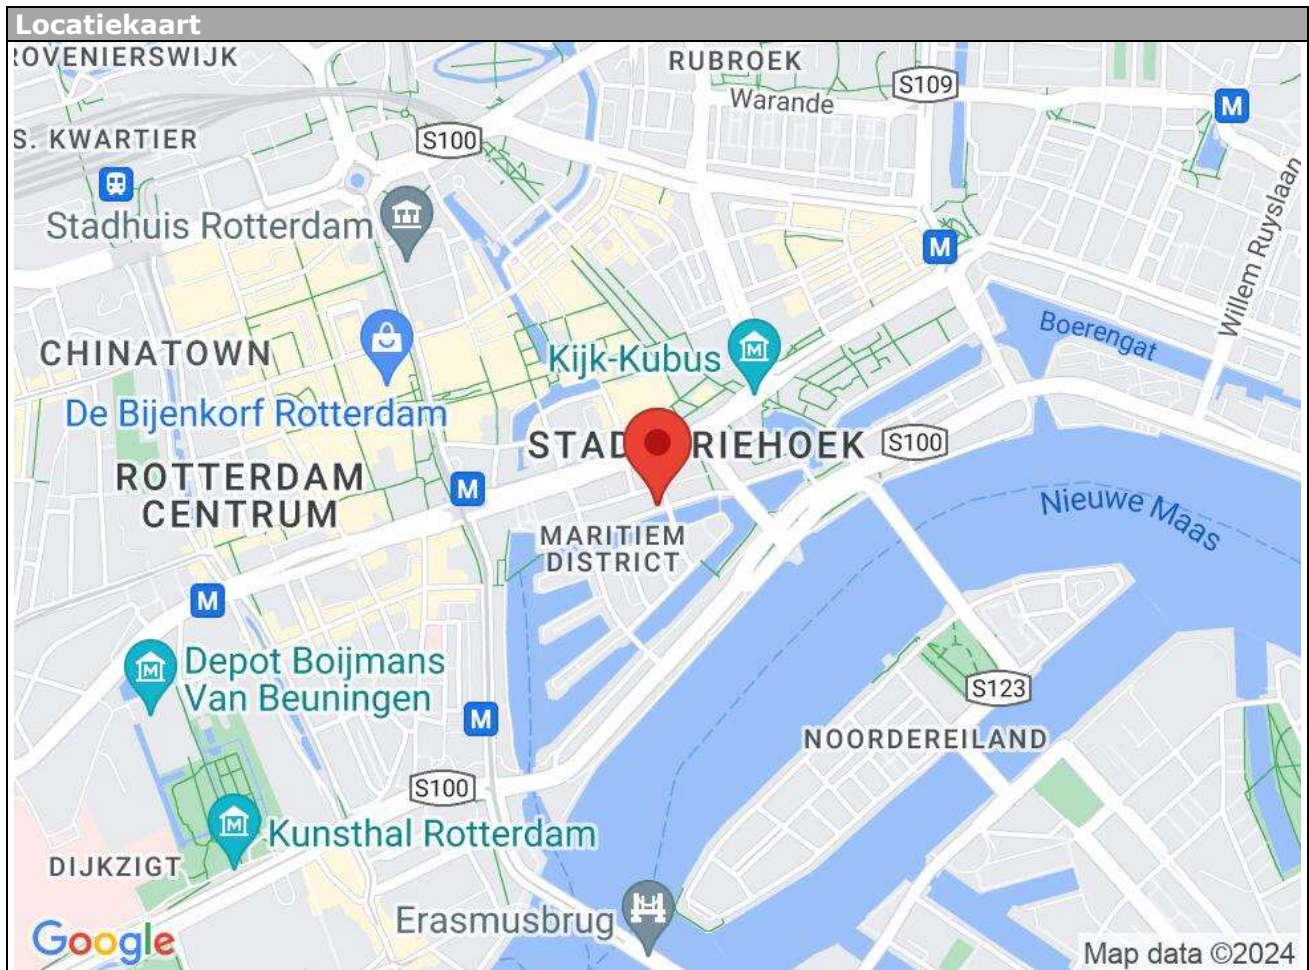 Locatiekaart
ROVENIERSWIJK
RUBROEK
S109
Warande
M
S. KWARTIER
S100
Willem Ruyslaan
Stadhuis Rotterdam
M
Boerengat
CHINATOWN
Kijk-Kubus
M
De Bijenkorf Rotterdam
STAD RIEHOEK
S100
ROTTERDAM
CENTRUM
M
Nieuwe Maas
MARITIEM
DISTRICT
M
M
Depot Boijmans
Van Beuningen
S123
M
NOORDEREILAND
S100
M
Kunsthal Rotterdam
DIJKZIGT
Erasmusbrug
Google
Map data ©2024